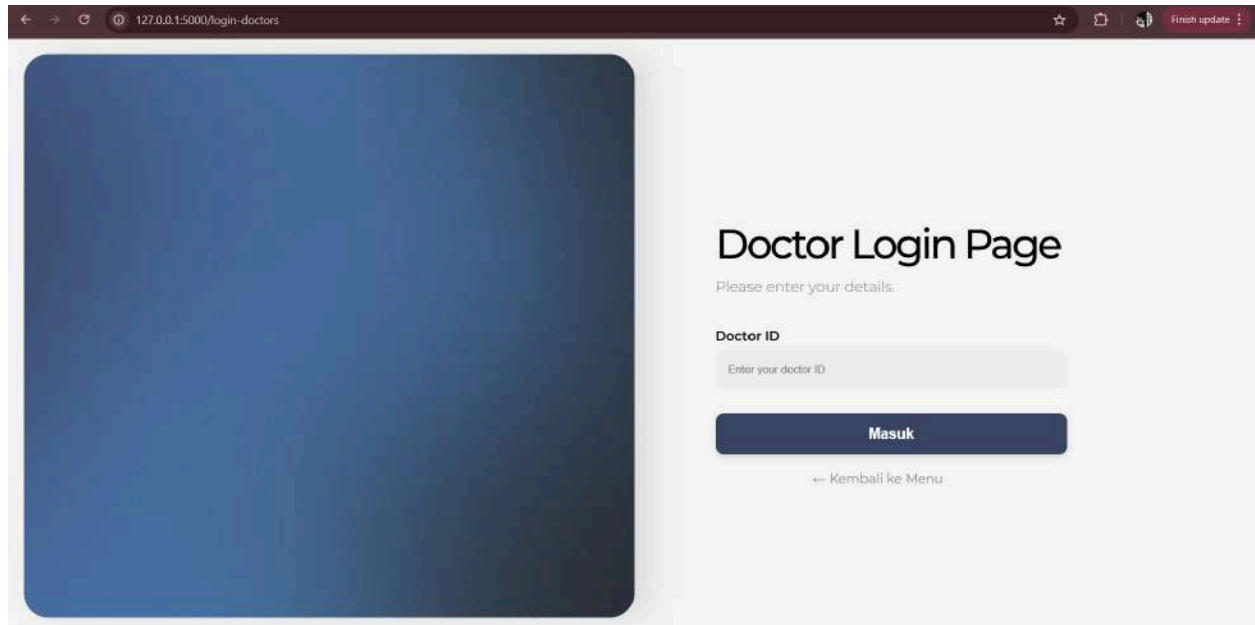 127.0.0.1:5000/login-doctors
Finish update
Doctor Login Page
Please enter your details.
Doctor ID
Enter your doctor ID
Masuk
← Kembali ke Menu